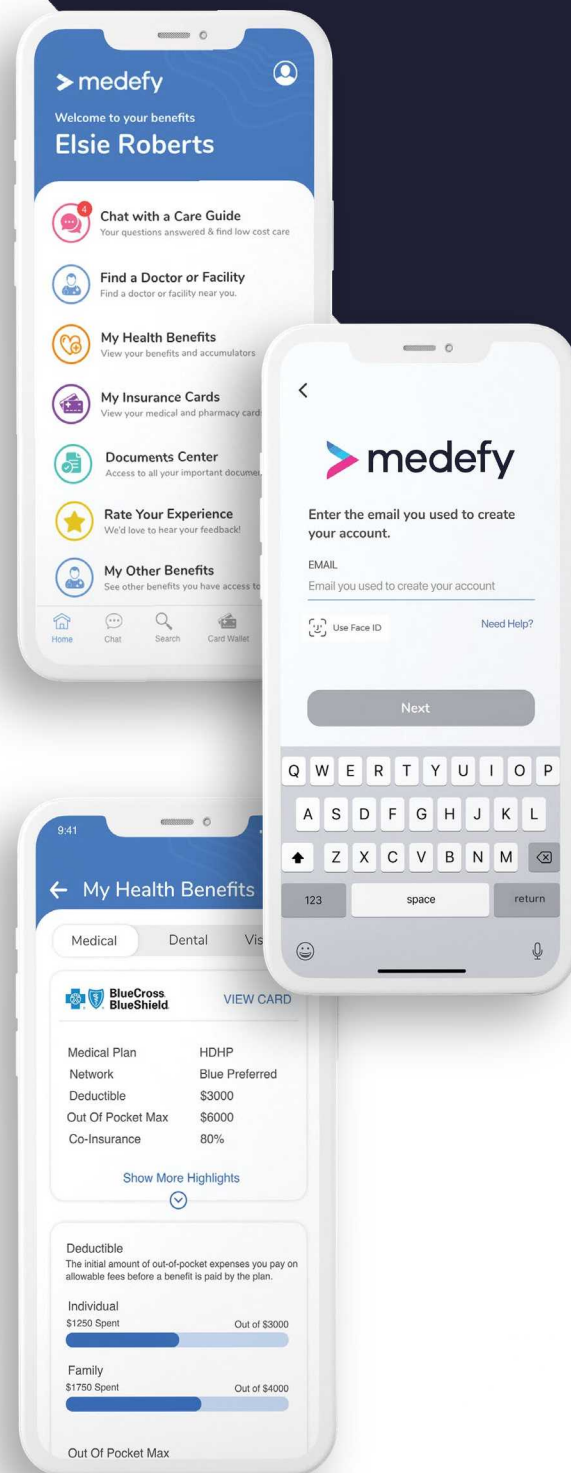 medefy
Welcome to your benefits
Elsie Roberts
4
Chat with a Care Guide
Your questions answered & find low cost care
Find a Doctor or Facility
Find a doctor or facility near you.
My Health Benefits
View your benefits and accumulators
My Insurance Cards
View your medical and pharmacy card
Documents Center
Access to all your important
Rate Your Experience
We'd love to hear your feedback!
My Other Benefits
See other benefits you have access to
Home Chat Search Card Wallet
medefy
Enter the email you used to create
your account.
EMAIL
Email you used to create your account
Use Face ID Need Help?
Next
Q W E R T Y U I O P
A S D F G H J K L
Z X C V B N M
123 space return
9:41
My Health Benefits
Medical Dental Vis
BlueCross
BlueShield
VIEW CARD
Medical Plan HDHP
Network Blue Preferred
Deductible $3000
Out Of Pocket Max $6000
Co-Insurance 80%
Show More Highlights
Deductible
The initial amount of out-of-pocket expenses you pay on
allowable fees before a benefit is paid by the plan.
Individual
$1250 Spent Out of $3000
Family
$1750 Spent Out of $4000
Out Of Pocket Max